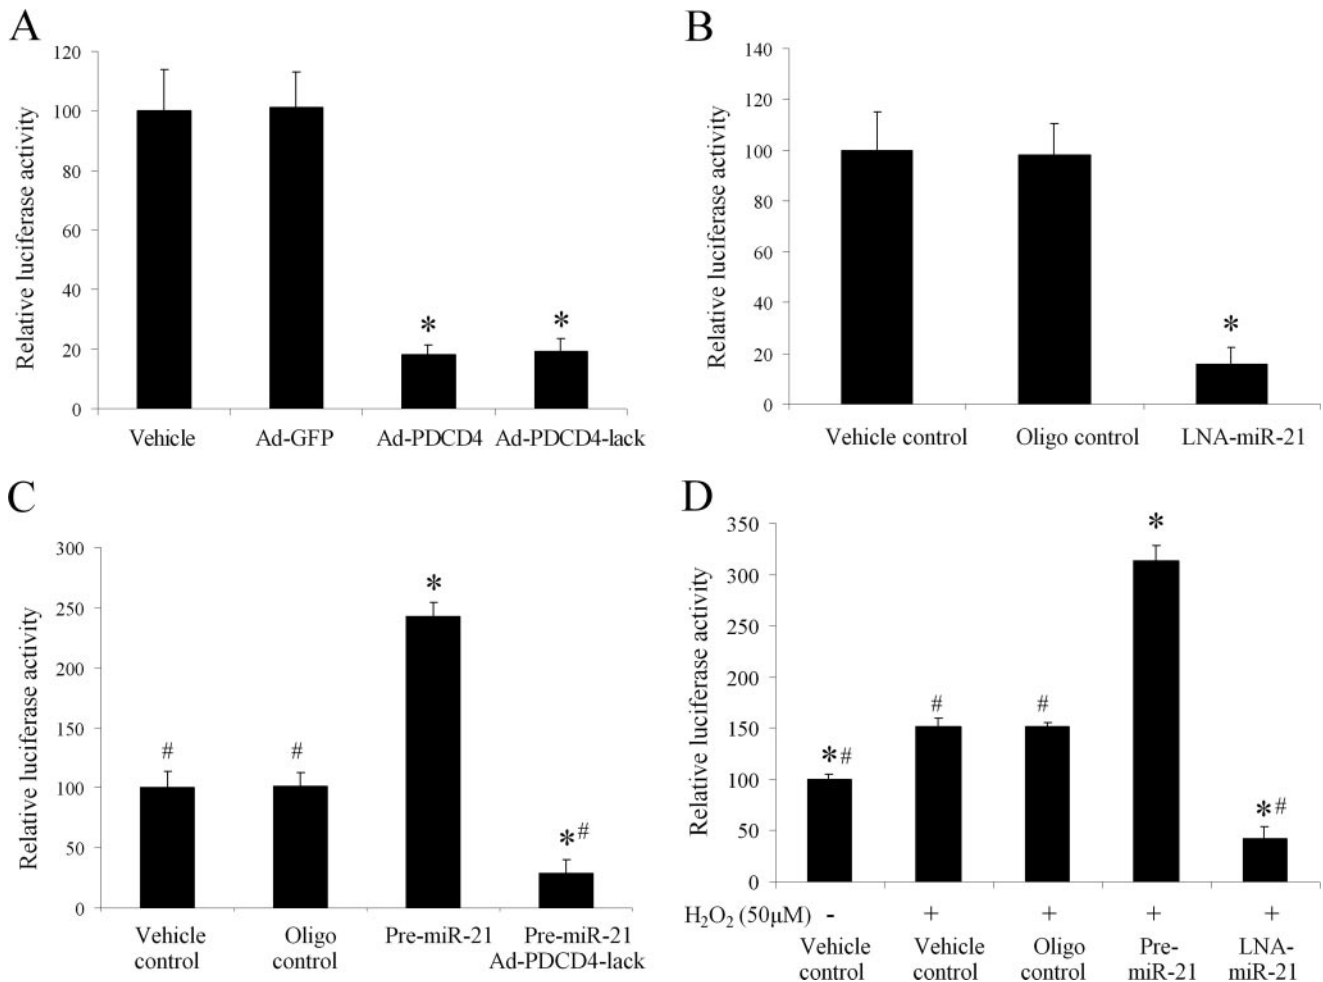 A
Relative luciferase activity
120
100
80
60
40
20
0
*
*
Vehicle
Ad-GFP
Ad-PDCD4
Ad-PDCD4-lack
B
Relative luciferase activity
140
120
100
80
60
40
20
0
*
Vehicle control
Oligo control
LNA-miR-21
C
Relative luciferase activity
300
250
200
150
100
50
0
#
#
*
*#
Vehicle
control
Oligo
control
Pre-miR-21
Pre-miR-21
Ad-PDCD4-lack
D
Relative luciferase activity
350
300
250
200
150
100
50
0
*#
#
#
*
*#
H₂O₂ (50μM) - + + + +
Vehicle
control
Vehicle
control
Oligo
control
Pre-
miR-21
LNA-
miR-21